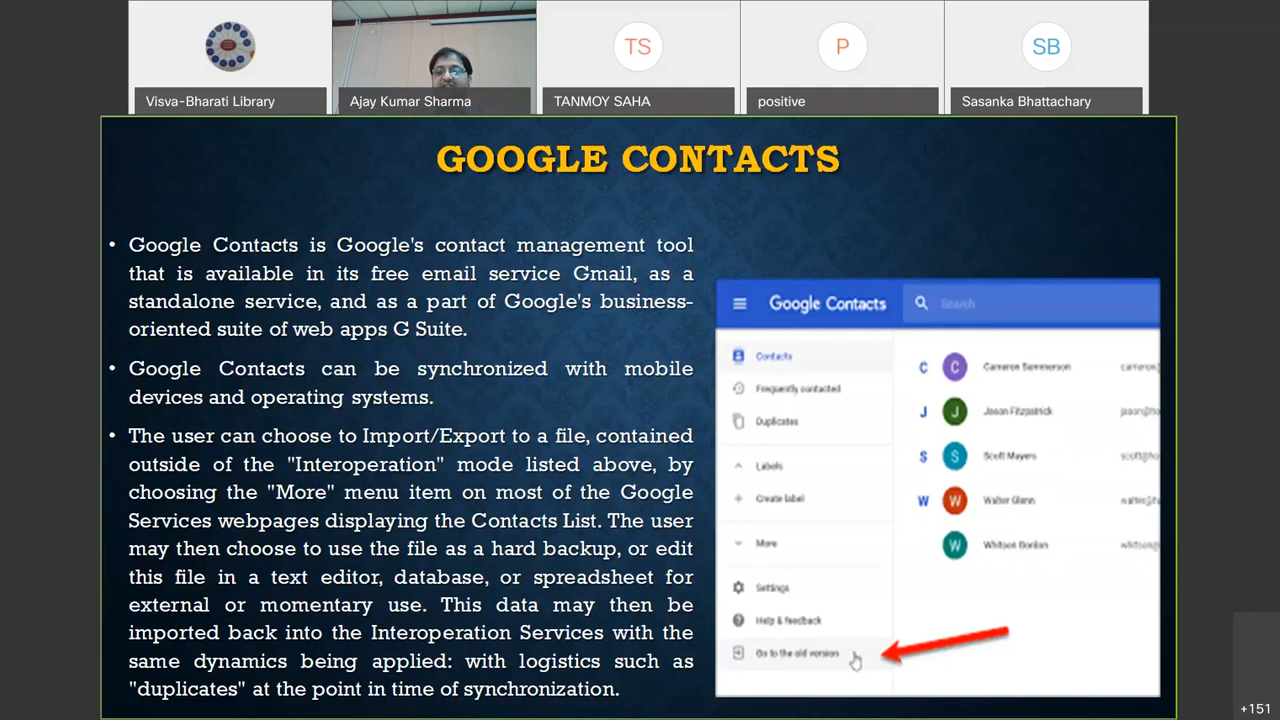 TS
P
SB
Visva-Bharati Library
Ajay Kumar Sharma
TANMOY SAHA
positive
Sasanka Bhattachary
GOOGLE CONTACTS
• Google Contacts is Google's contact management tool
that is available in its free email service Gmail, as a
standalone service, and as a part of Google's business-
oriented suite of web apps G Suite.
• Google Contacts can be synchronized with mobile
devices and operating systems.
• The user can choose to Import/Export to a file, contained
outside of the "Interoperation" mode listed above, by
choosing the "More" menu item on most of the Google
Services webpages displaying the Contacts List. The user
may then choose to use the file as a hard backup, or edit
this file in a text editor, database, or spreadsheet for
external or momentary use. This data may then be
imported back into the Interoperation Services with the
same dynamics being applied: with logistics such as
"duplicates" at the point in time of synchronization.
Google Contacts
Search
Contacts
Frequently contacted
Duplicates
Labels
Create label
More
Settings
Help & feedback
Go to the old version
C C Cameron Summerson
J J Jason Fitzpatrick jason@ho
S S Scott Meyers scott@ho
W W Walter Glenn walter@ho
W Whitson Gordon
+151